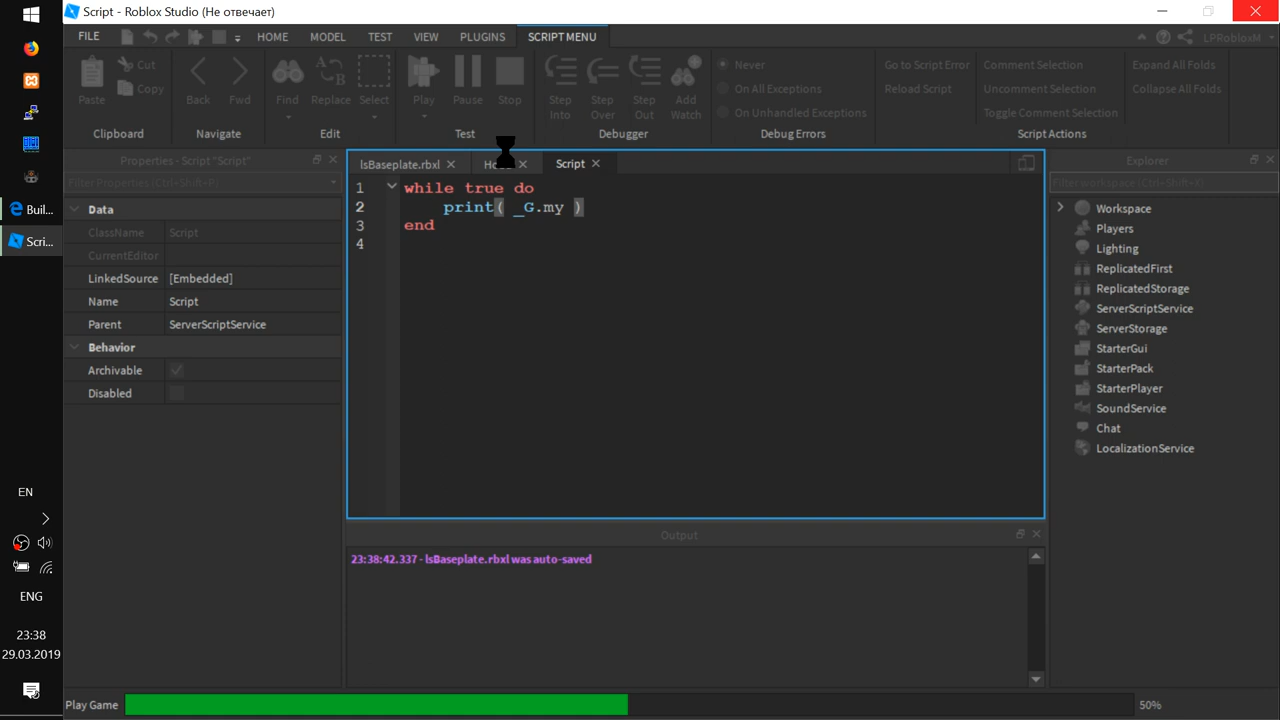 Script - Roblox Studio (Не отвечает)
FILE HOME MODEL TEST VIEW PLUGINS SCRIPT MENU LPRobloxM
Paste Cut Copy Back Fwd Find Replace Select Play Pause Stop Step Into Step Over Step Out Add Watch
Never
On All Exceptions
On Unhandled Exceptions
Go to Script Error
Reload Script
Comment Selection
Uncomment Selection
Toggle Comment Selection
Expand All Folds
Collapse All Folds
Clipboard Navigate Edit Test Debugger Debug Errors Script Actions
Buil...
Scri...
EN
ENG
23:38
29.03.2019
Properties - Script "Script"
Filter Properties (Ctrl+Shift+P)
Data
ClassName Script
CurrentEditor
LinkedSource [Embedded]
Name Script
Parent ServerScriptService
Behavior
Archivable
Disabled
lsBaseplate.rbxl Script
1 while true do
2 print( _G.my )
3 end
4
Output
23:38:42.337 - lsBaseplate.rbxl was auto-saved
Explorer
Filter workspace (Ctrl+Shift+X)
Workspace
Players
Lighting
ReplicatedFirst
ReplicatedStorage
ServerScriptService
ServerStorage
StarterGui
StarterPack
StarterPlayer
SoundService
Chat
LocalizationService
Play Game 50%